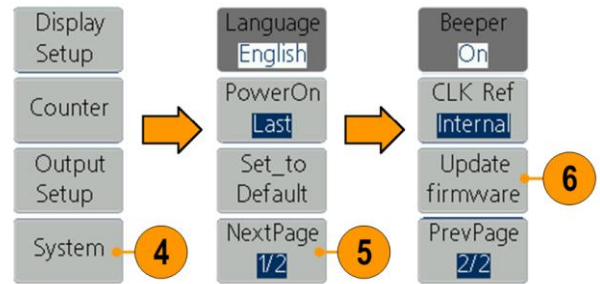 Display
Setup
Counter
Output
Setup
System
4
Language
English
PowerOn
Last
Set_to
Default
NextPage
1/2
5
Beeper
On
CLK Ref
Internal
Update
firmware
6
PrevPage
2/2